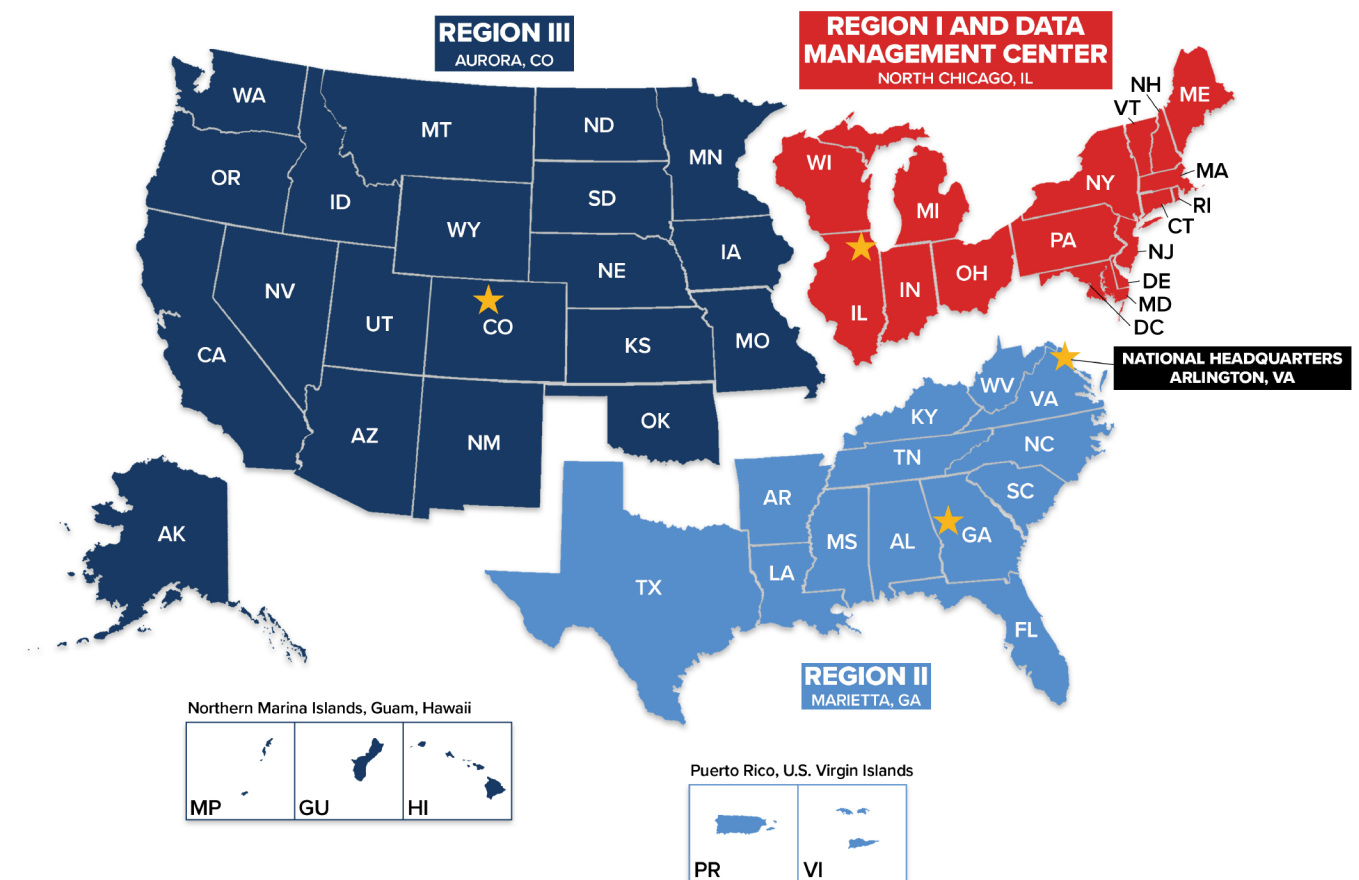 REGION III
AURORA, CO
REGION I AND DATA
MANAGEMENT CENTER
NORTH CHICAGO, IL
WA
MT
ND
MN
OR
ID
WY
SD
IA
NE
NV
UT
CO
KS
MO
CA
AZ
NM
OK
AK
WI
MI
IL
IN
OH
PA
NY
VT
NH
ME
MA
RI
CT
NJ
DE
MD
DC
NATIONAL HEADQUARTERS
ARLINGTON, VA
WV
VA
KY
TN
NC
SC
AR
MS
AL
GA
LA
TX
FL
REGION II
MARIETTA, GA
Northern Marina Islands, Guam, Hawaii
MP
GU
HI
Puerto Rico, U.S. Virgin Islands
PR
VI